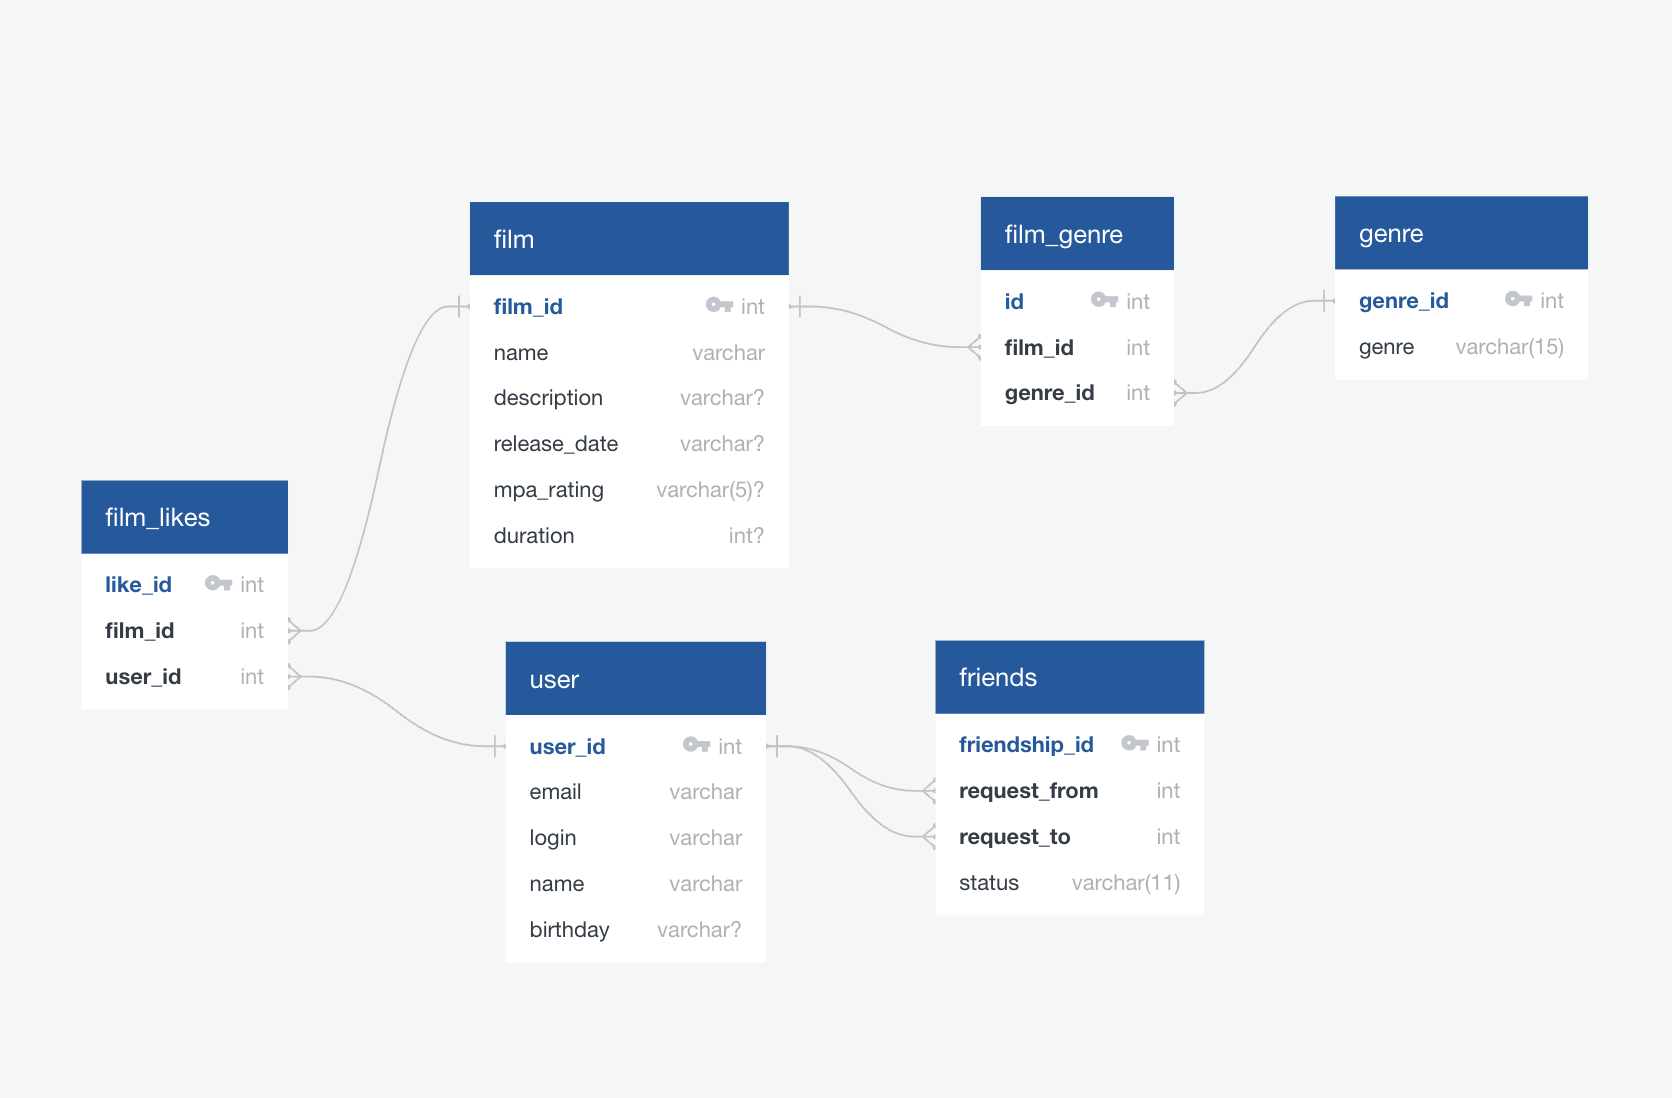 film
film_id int
name varchar
description varchar?
release_date varchar?
mpa_rating varchar(5)?
duration int?
film_genre
id int
film_id int
genre_id int
genre
genre_id int
genre varchar(15)
film_likes
like_id int
film_id int
user_id int
user
user_id int
email varchar
login varchar
name varchar
birthday varchar?
friends
friendship_id int
request_from int
request_to int
status varchar(11)